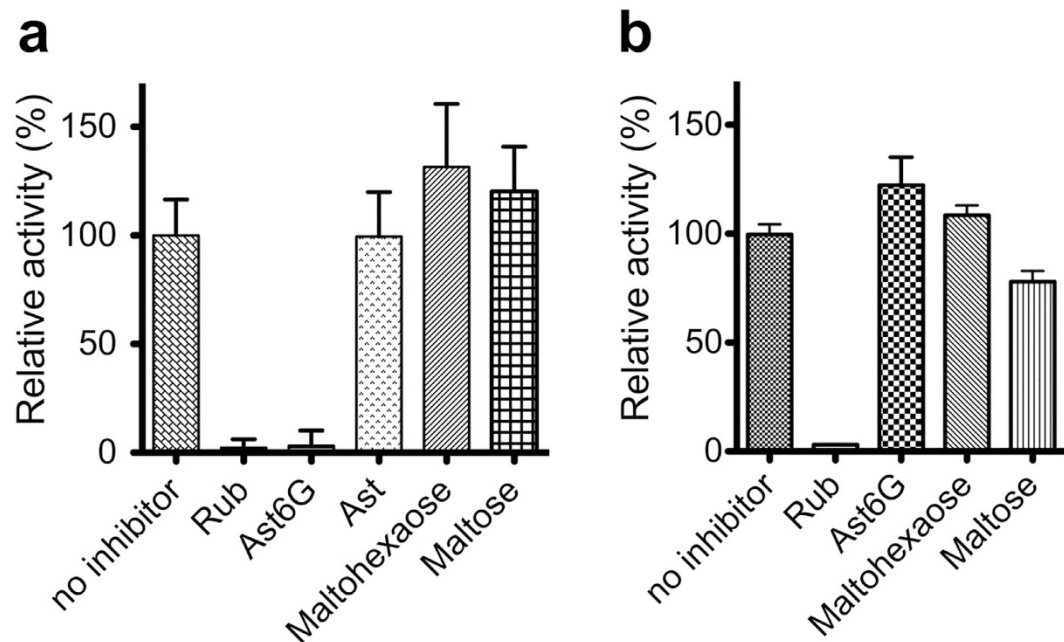 a
Relative activity (%)
150
100
50
0
no inhibitor
Rub
Ast6G
Ast
Maltohexaose
Maltose
b
Relative activity (%)
150
100
50
0
no inhibitor
Rub
Ast6G
Maltohexaose
Maltose